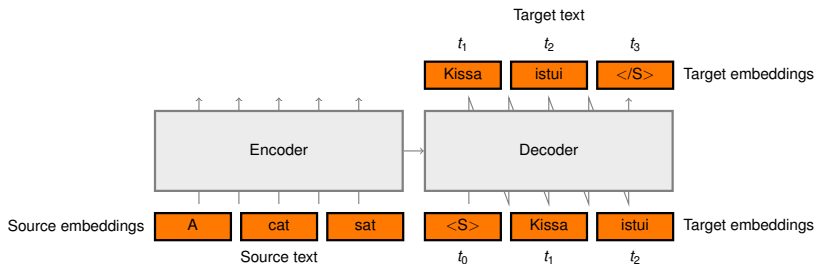 Target text
t1 t2 t3
Kissa istui </S> Target embeddings
Encoder Decoder
Source embeddings A cat sat <S> Kissa istui Target embeddings
Source text t0 t1 t2